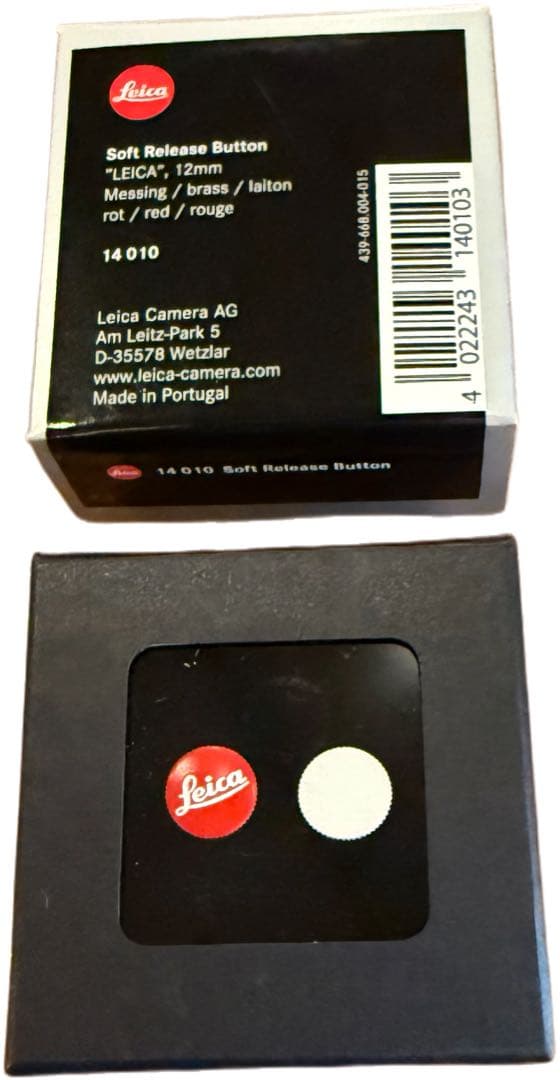 Leica
Soft Release Button
"LEICA", 12mm
Messing / brass / laiton
rot / red / rouge
14 010
Leica Camera AG
Am Leitz-Park 5
D-35578 Wetzlar
www.leica-camera.com
Made in Portugal
439-668.004-015
4 022243 140103
Leica 14 010 Soft Release Button
Leica